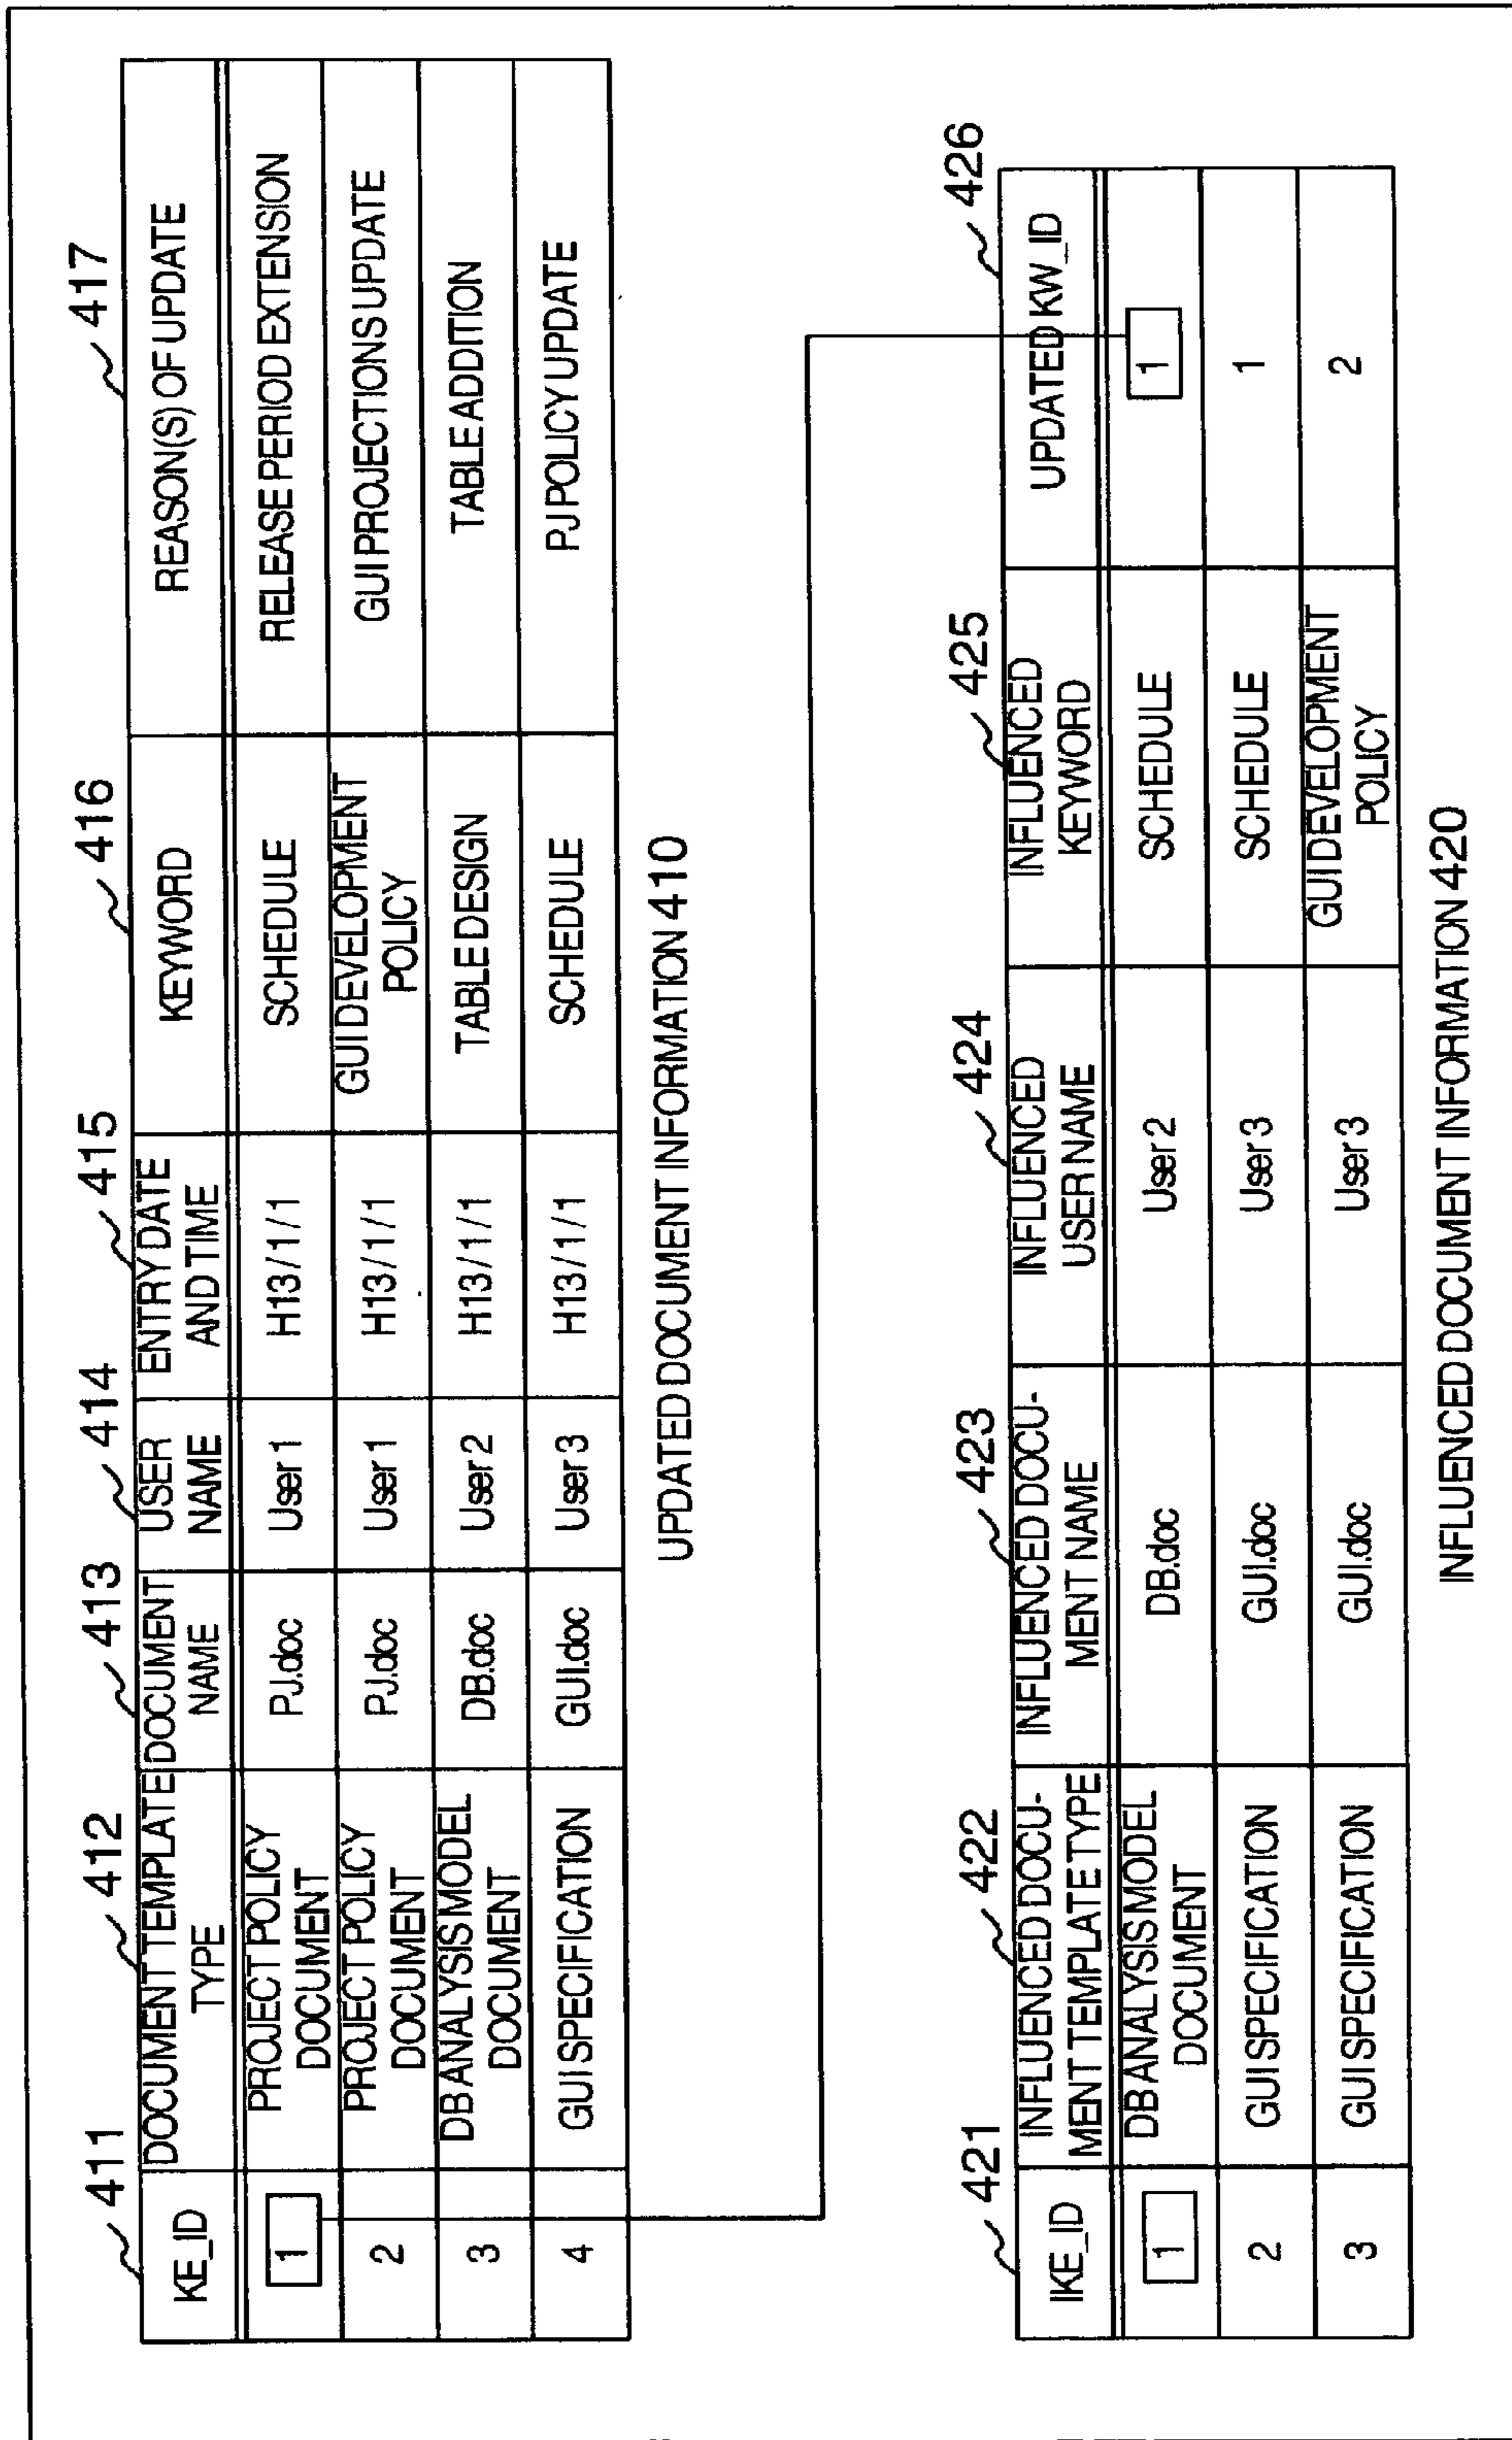 411 412 413 414 415 416 417
KE_ID DOCUMENT TEMPLATE DOCUMENT USER ENTRY DATE KEYWORD REASON(S) OF UPDATE
TYPE NAME NAME AND TIME
1 PROJECT POLICY PJ.doc User 1 H13/1/1 SCHEDULE RELEASE PERIOD EXTENSION
DOCUMENT
2 PROJECT POLICY PJ.doc User 1 H13/1/1 GUI DEVELOPMENT GUI PROJECTIONS UPDATE
DOCUMENT POLICY
3 DB ANALYSIS MODEL DB.doc User 2 H13/1/1 TABLE DESIGN TABLE ADDITION
DOCUMENT
4 GUI SPECIFICATION GUI.doc User 3 H13/1/1 SCHEDULE PJ POLICY UPDATE
UPDATED DOCUMENT INFORMATION 410
421 422 423 424 425 426
IKE_ID INFLUENCED DOCU- INFLUENCED DOCU- INFLUENCED INFLUENCED UPDATED KW_ID
MENT TEMPLATE TYPE MENT NAME USER NAME KEYWORD
1 DB ANALYSIS MODEL DB.doc User 2 SCHEDULE 1
DOCUMENT
2 GUI SPECIFICATION GUI.doc User 3 SCHEDULE 1
3 GUI SPECIFICATION GUI.doc User 3 GUI DEVELOPMENT 2
POLICY
INFLUENCED DOCUMENT INFORMATION 420